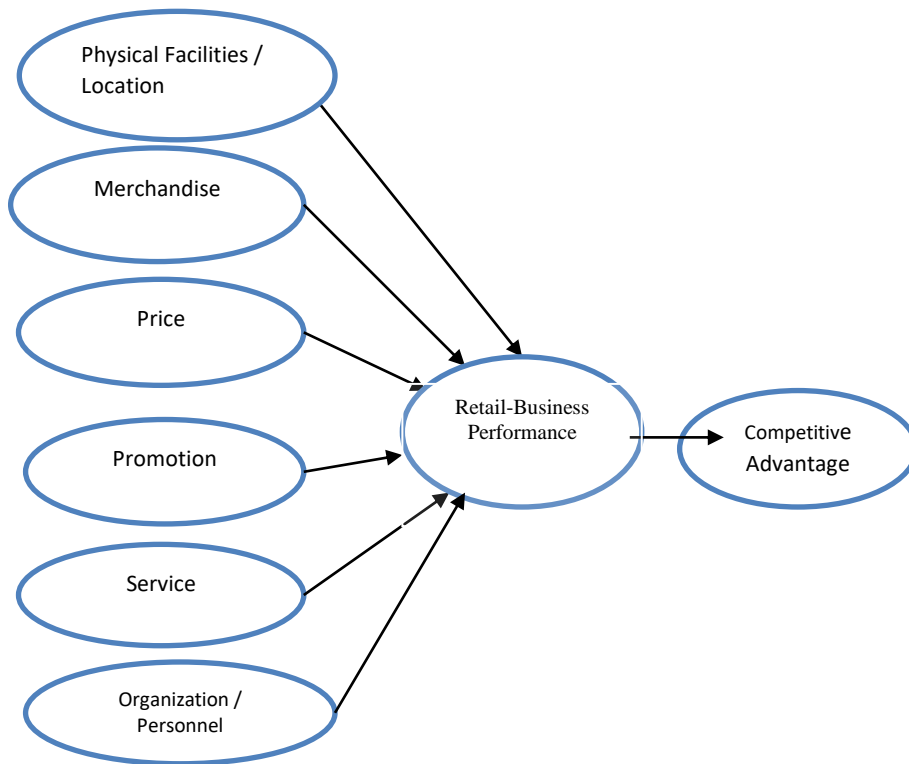 Physical Facilities /
Location
Merchandise
Price
Promotion
Service
Organization /
Personnel
Retail-Business
Performance
Competitive
Advantage